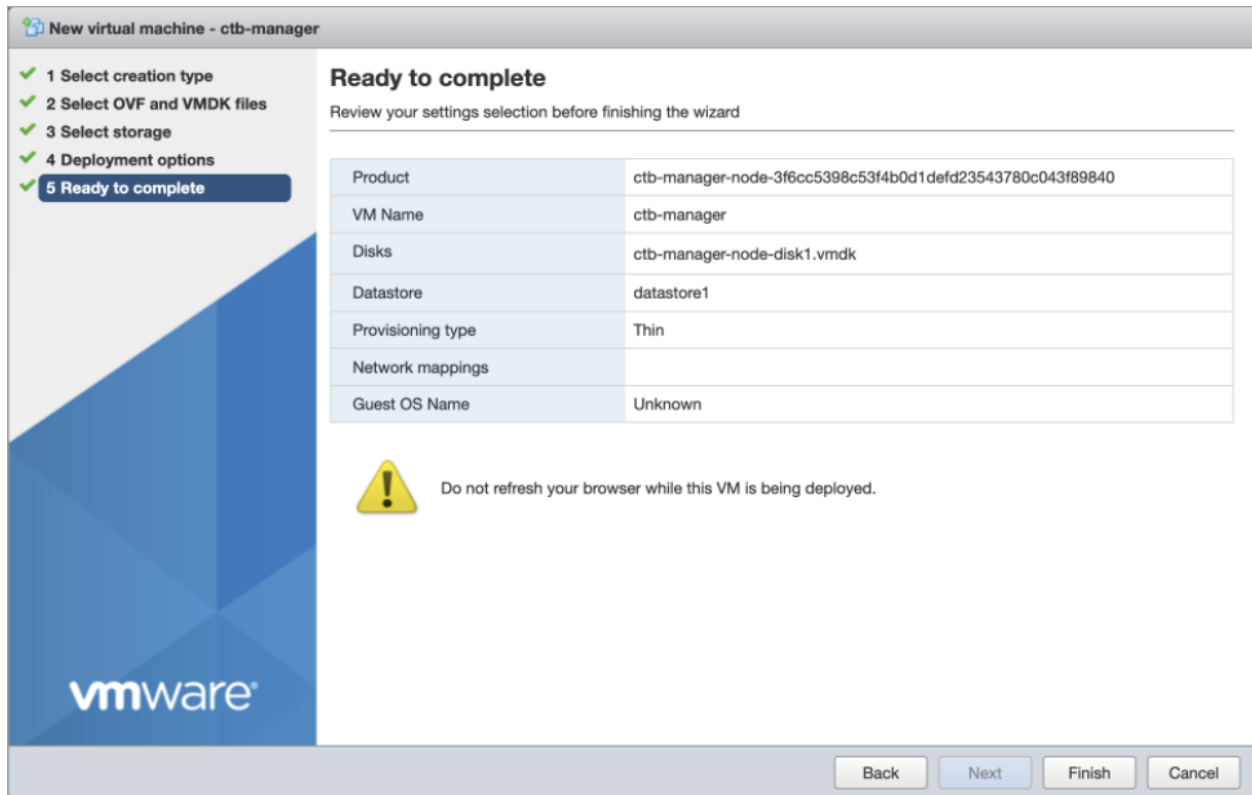 New virtual machine - ctb-manager
1 Select creation type
2 Select OVF and VMDK files
3 Select storage
4 Deployment options
5 Ready to complete
Ready to complete
Review your settings selection before finishing the wizard
Product ctb-manager-node-3f6cc5398c53f4b0d1defd23543780c043f89840
VM Name ctb-manager
Disks ctb-manager-node-disk1.vmdk
Datastore datastore1
Provisioning type Thin
Network mappings
Guest OS Name Unknown
Do not refresh your browser while this VM is being deployed.
vmware®
Back Next Finish Cancel